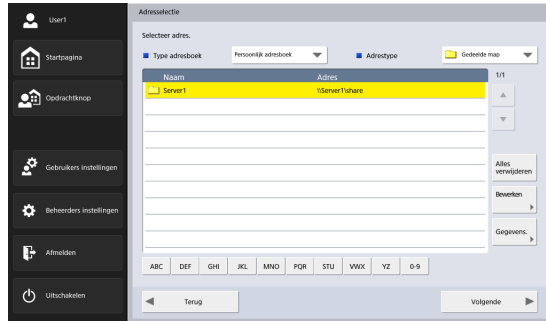 User1
Startpagina
Opdrachtknop
Gebruikers instellingen
Beheerders instellingen
Afmelden
Uitschakelen
Adresselectie
Selecteer adres.
Type adresboek
Persoonlijk adresboek
Adrestype
Gedeelde map
Naam Adres
Server1 \\Server1\share
1/1
Alles
verwijderen
Bewerken
Gegevens.
ABC DEF GHI JKL MNO PQR STU VWX YZ 0-9
Terug
Volgende